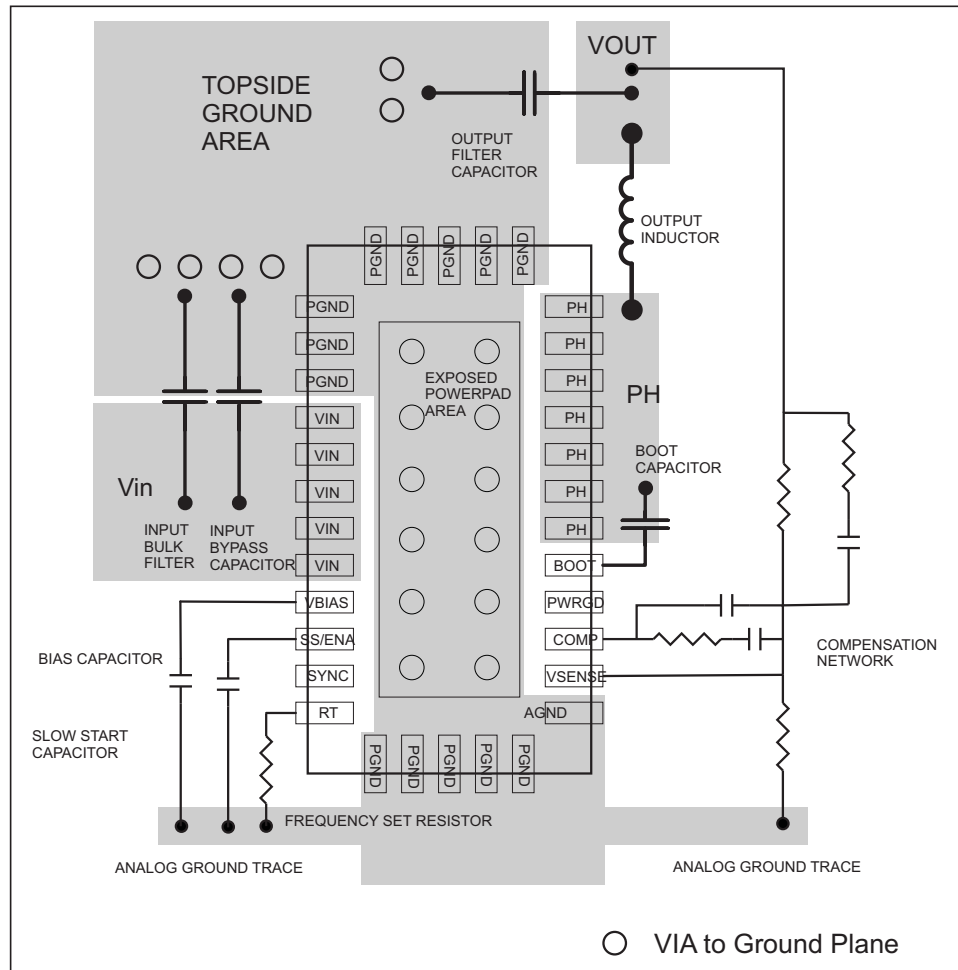 VOUT
TOPSIDE
GROUND
AREA
OUTPUT
FILTER
CAPACITOR
OUTPUT
INDUCTOR
PGND
PGND
PGND
PGND
PGND
PGND
PGND
PGND
VIN
VIN
VIN
VIN
VIN
VBIAS
SS/ENA
SYNC
RT
EXPOSED
POWERPAD
AREA
PH
PH
PH
PH
PH
PH
PH
BOOT
PWRGD
COMP
VSENSE
AGND
PH
BOOT
CAPACITOR
Vin
INPUT
BULK
FILTER
INPUT
BYPASS
CAPACITOR
BIAS CAPACITOR
COMPENSATION
NETWORK
SLOW START
CAPACITOR
PGND
PGND
PGND
PGND
PGND
FREQUENCY SET RESISTOR
ANALOG GROUND TRACE
ANALOG GROUND TRACE
VIA to Ground Plane